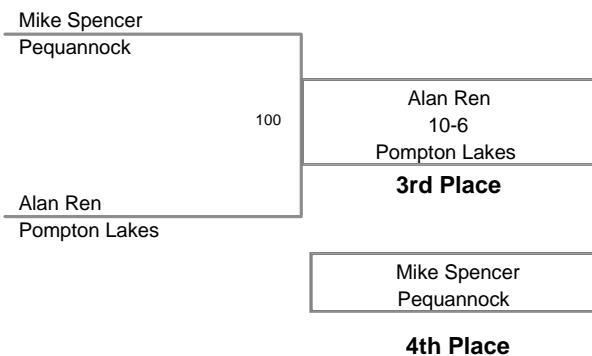 Mike Spencer
Pequannock
100
Alan Ren
10-6
Pompton Lakes
3rd Place
Alan Ren
Pompton Lakes
Mike Spencer
Pequannock
4th Place